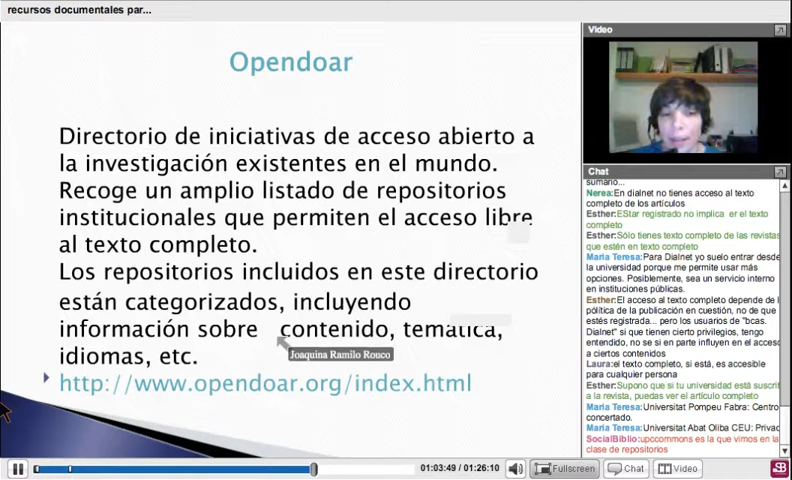 recursos documentales par...
Opendoar
Directorio de iniciativas de acceso abierto a
la investigación existentes en el mundo.
Recoge un amplio listado de repositorios
institucionales que permiten el acceso libre
al texto completo.
Los repositorios incluidos en este directorio
están categorizados, incluyendo
información sobre contenido, temática,
idiomas, etc.
Joaquina Ramilo Rouco
http://www.opendoar.org/index.html
Video
Chat
sumario...
Nerea:En dialnet no tienes acceso al texto
completo de los artículos
Esther:EStar registrado no implica er el texto
completo
Esther:Sólo tienes texto completo de las revistas
que estén en texto completo
Maria Teresa:Para Dialnet yo suelo entrar desde
la universidad porque me permite usar más
opciones. Posiblemente, sea un servicio interno
en instituciones públicas.
Esther:El acceso al texto completo depende de l
política de la publicación en cuestión, no de que
estés registrada... pero los usuarios de "bcas.
Dialnet" si que tienen cierto privilegios, tengo
entendido, no se si en parte influyen en el acceso
a ciertos contenidos
Laura:el texto completo, si está, es accesible
para cualquier persona
Esther:Supono que si tu universidad está suscrit
a la revista, puedas ver el artículo completo
Maria Teresa:Universitat Pompeu Fabra: Centro
concertado.
Maria Teresa:Universitat Abat Oliba CEU: Privac
SocialBiblio:upccommons es la que vimos en la
clase de repositorios
01:03:49 / 01:26:10
Fullscreen
Chat
Video
SB